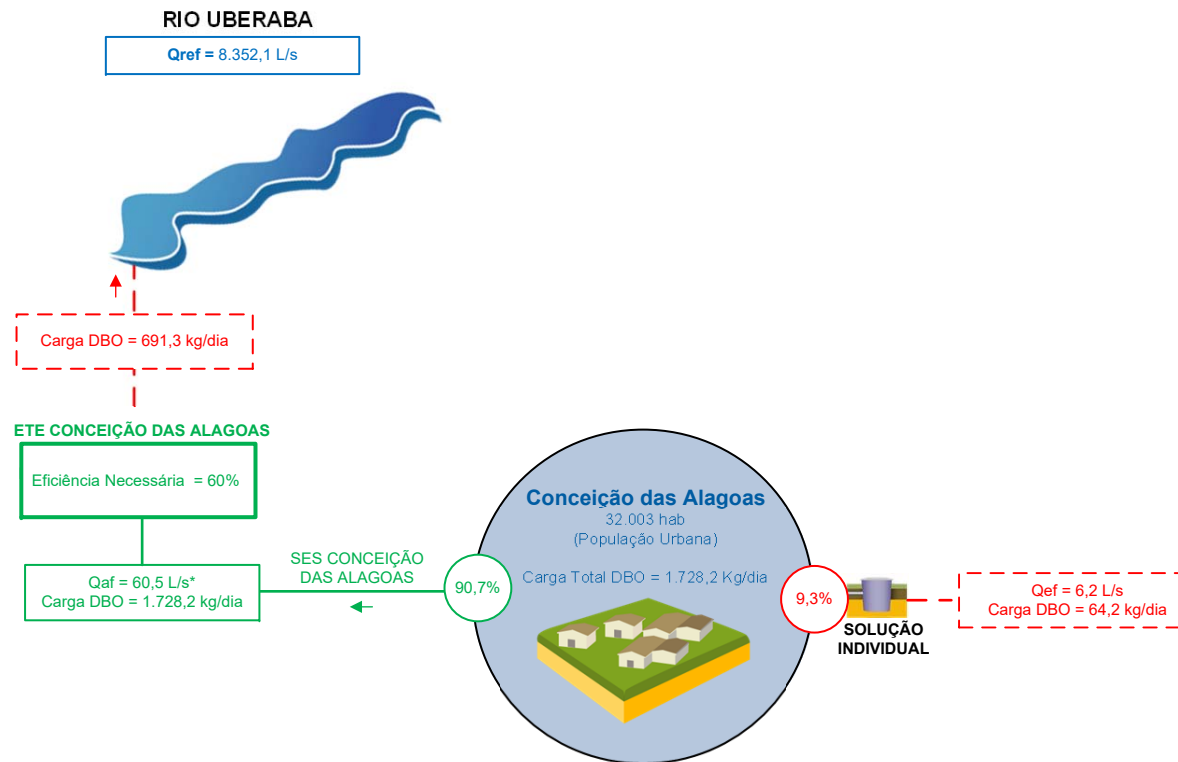 RIO UBERABA
Qref = 8.352,1 L/s
Carga DBO = 691,3 kg/dia
ETE CONCEIÇÃO DAS ALAGOAS
Eficiência Necessária = 60%
Qaf = 60,5 L/s*
Carga DBO = 1.728,2 kg/dia
SES CONCEIÇÃO
DAS ALAGOAS
90,7%
Conceição das Alagoas
32.003 hab
(População Urbana)
Carga Total DBO = 1.728,2 Kg/dia
9,3%
SOLUÇÃO
INDIVIDUAL
Qef = 6,2 L/s
Carga DBO = 64,2 kg/dia